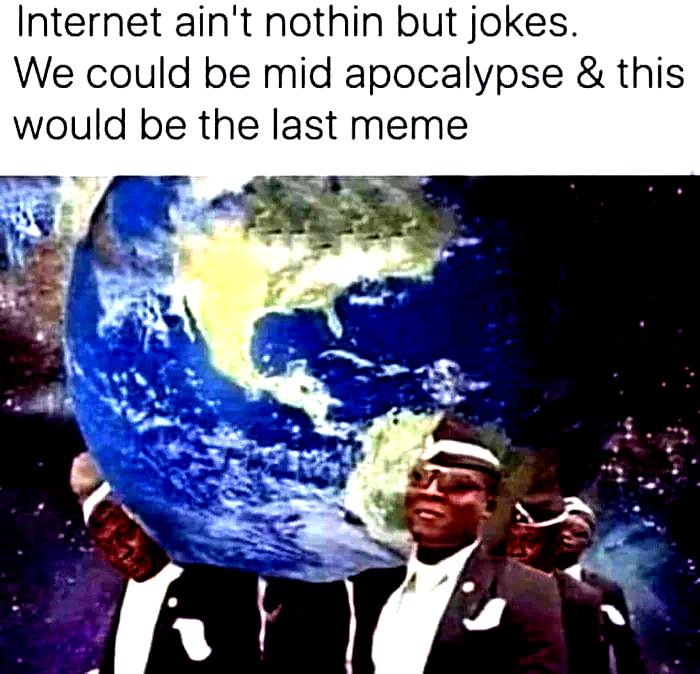 Internet ain't nothin but jokes.
We could be mid apocalypse & this
would be the last meme